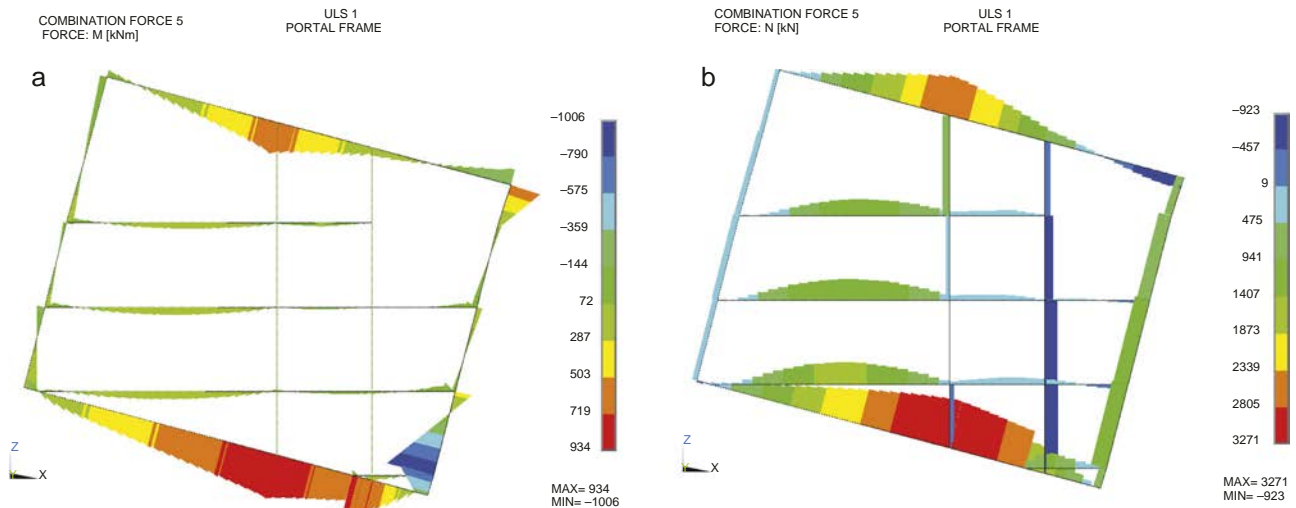 COMBINATION FORCE 5
FORCE: M [kNm]
ULS 1
PORTAL FRAME
a
–1006
–790
–575
–359
–144
72
287
503
719
934
Z
X
MAX= 934
MIN= –1006
COMBINATION FORCE 5
FORCE: N [kN]
ULS 1
PORTAL FRAME
b
–923
–457
9
475
941
1407
1873
2339
2805
3271
Z
X
MAX= 3271
MIN= –923